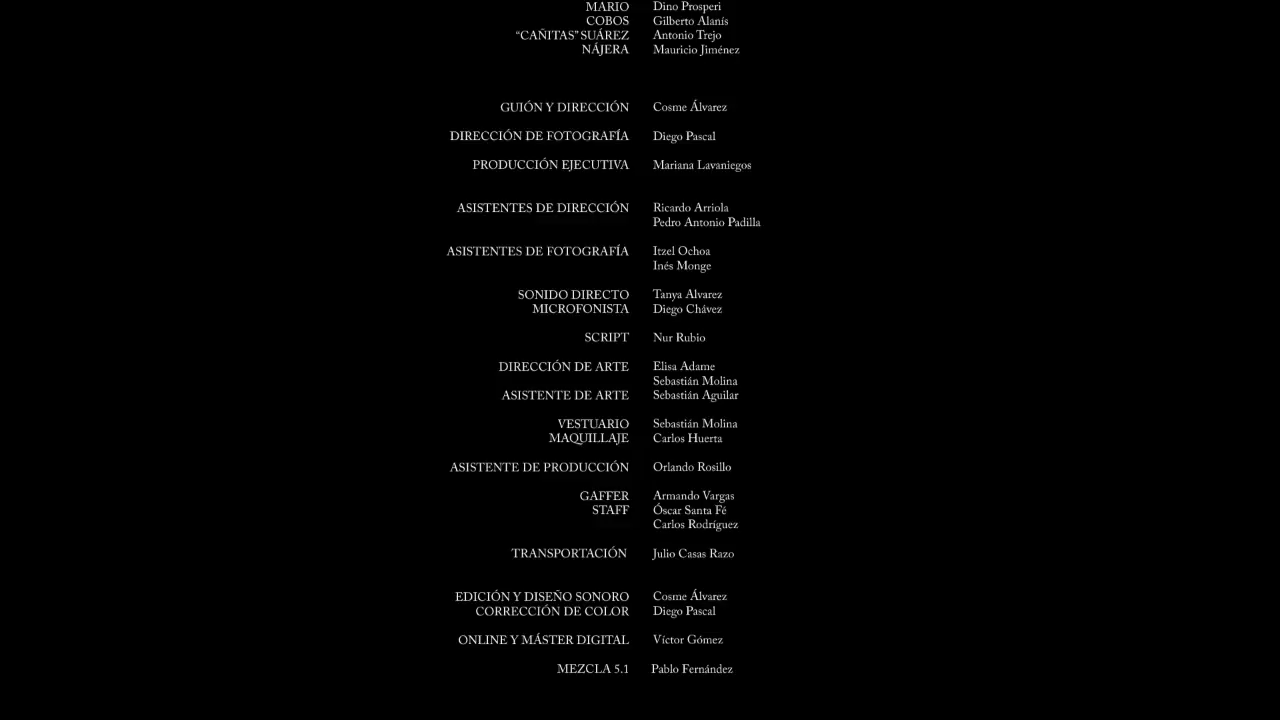 MARIO Dino Prosperi
COBOS Gilberto Alanís
“CAÑITAS” SUÁREZ Antonio Trejo
NÁJERA Mauricio Jiménez
GUIÓN Y DIRECCIÓN Cosme Álvarez
DIRECCIÓN DE FOTOGRAFÍA Diego Pascal
PRODUCCIÓN EJECUTIVA Mariana Lavaniegos
ASISTENTES DE DIRECCIÓN Ricardo Arriola
Pedro Antonio Padilla
ASISTENTES DE FOTOGRAFÍA Itzel Ochoa
Inés Monge
SONIDO DIRECTO Tanya Alvarez
MICROFONISTA Diego Chávez
SCRIPT Nur Rubio
DIRECCIÓN DE ARTE Elisa Adame
Sebastián Molina
ASISTENTE DE ARTE Sebastián Aguilar
VESTUARIO Sebastián Molina
MAQUILLAJE Carlos Huerta
ASISTENTE DE PRODUCCIÓN Orlando Rosillo
GAFFER Armando Vargas
STAFF Óscar Santa Fé
Carlos Rodríguez
TRANSPORTACIÓN Julio Casas Razo
EDICIÓN Y DISEÑO SONORO Cosme Álvarez
CORRECCIÓN DE COLOR Diego Pascal
ONLINE Y MÁSTER DIGITAL Víctor Gómez
MEZCLA 5.1 Pablo Fernández